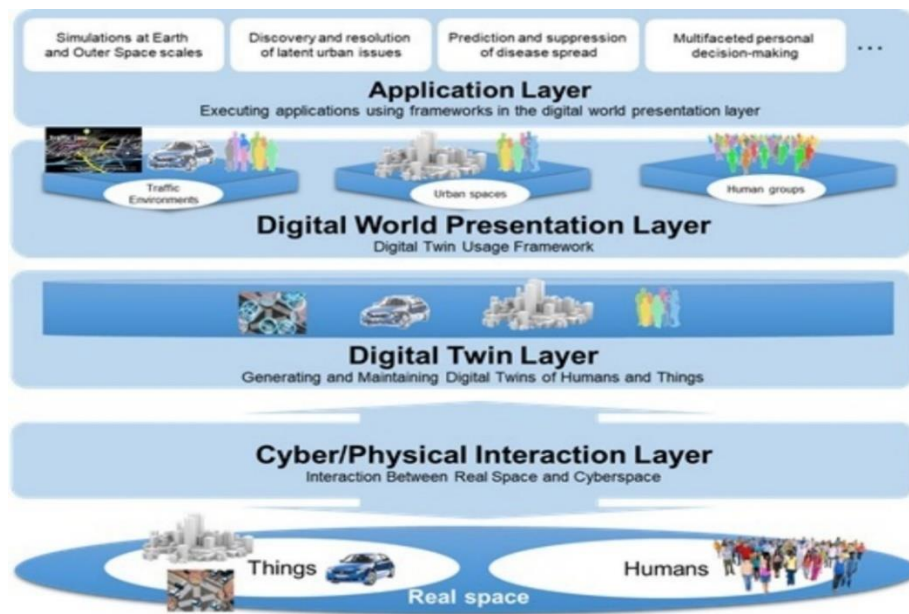 Simulations at Earth
and Outer Space scales
Discovery and resolution
of latent urban issues
Prediction and suppression
of disease spread
Multifaceted personal
decision-making
...
Application Layer
Executing applications using frameworks in the digital world presentation layer
Traffic
Environments
Urban spaces
Human groups
Digital World Presentation Layer
Digital Twin Usage Framework
Digital Twin Layer
Generating and Maintaining Digital Twins of Humans and Things
Cyber/Physical Interaction Layer
Interaction Between Real Space and Cyberspace
Things
Humans
Real space